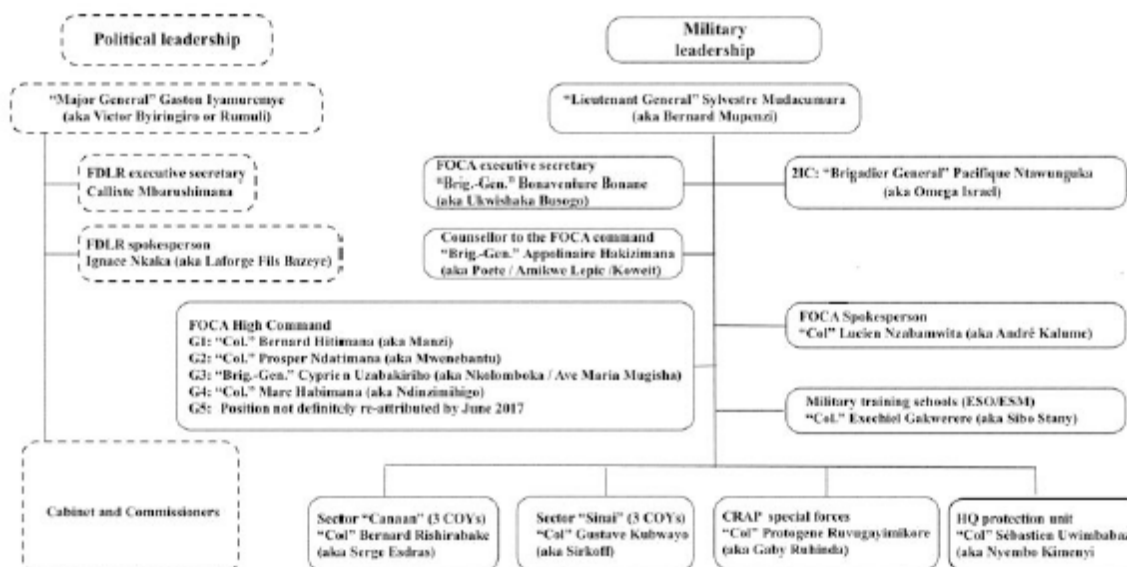 Political leadership
Military
leadership
"Major General" Gaston Iyamuremye
(aka Victor Byiringiro or Rumuli)
"Lieutenant General" Sylvestre Mudacumura
(aka Bernard Mupenzi)
FDLR executive secretary
Calliste Mbarushimana
FOCA executive secretary
"Brig.-Gen." Bonaventure Bonane
(aka Ukwishaka Busogo)
2IC: "Brigadier General" Pacifique Ntawunguka
(aka Omega Israel)
FDLR spokesperson
Ignace Nkaka (aka Laforge Fils Bazeye)
Counsellor to the FOCA command
"Brig.-Gen." Appolinaire Hakizimana
(aka Poete / Amikwe Lepic /Koweit)
FOCA High Command
G1: "Col." Bernard Hitimana (aka Manzi)
G2: "Col." Prosper Ndatimana (aka Mwenebantu)
G3: "Brig.-Gen." Cyprien Uzabakiriho (aka Nkolomboka / Ave Maria Mugisha)
G4: "Col." Marc Habimana (aka Ndinzimihigo)
G5: Position not definitely re-attributed by June 2017
FOCA Spokesperson
"Col" Lucien Nzabamwita (aka André Kalume)
Military training schools (ESO/ESM)
"Col." Exechiel Gakwerere (aka Sibo Stany)
Cabinet and Commissioners
Sector "Canaan" (3 COYs)
"Col" Bernard Rishirabake
(aka Serge Esdras)
Sector "Sinai" (3 COYs)
"Col" Gustave Kubwayo
(aka Sirkoff)
CRAP special forces
"Col" Protogene Ruvugayimikore
(aka Gaby Ruhinda)
HQ protection unit
"Col" Sébastien Uwimbabaz
(aka Nyembo Kimenyi